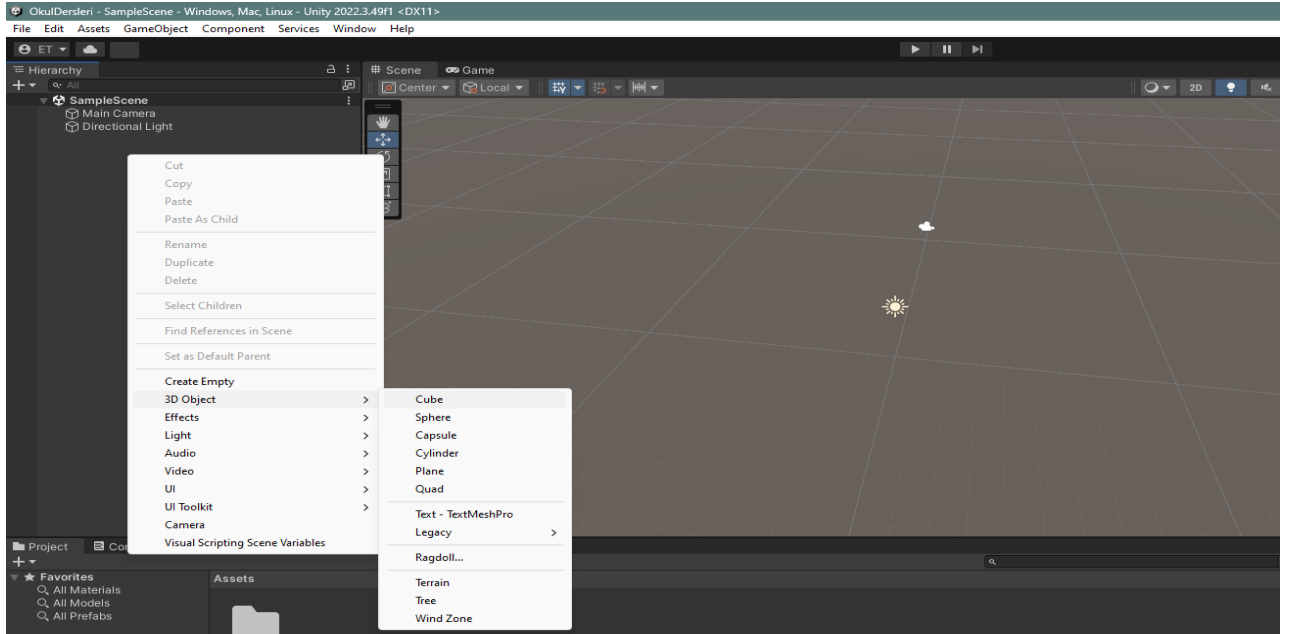 OkulDersleri - SampleScene - Windows, Mac, Linux - Unity 2022.3.49f1 <DX11>
File Edit Assets GameObject Component Services Window Help
ET
Hierarchy
All
SampleScene
Main Camera
Directional Light
# Scene Game
Center Local 2D
Cut
Copy
Paste
Paste As Child
Rename
Duplicate
Delete
Select Children
Find References in Scene
Set as Default Parent
Create Empty
3D Object >
Effects >
Light >
Audio >
Video >
UI >
UI Toolkit >
Camera
Visual Scripting Scene Variables
Cube
Sphere
Capsule
Cylinder
Plane
Quad
Text - TextMeshPro
Legacy >
Ragdoll...
Terrain
Tree
Wind Zone
Project
Favorites
All Materials
All Models
All Prefabs
Assets